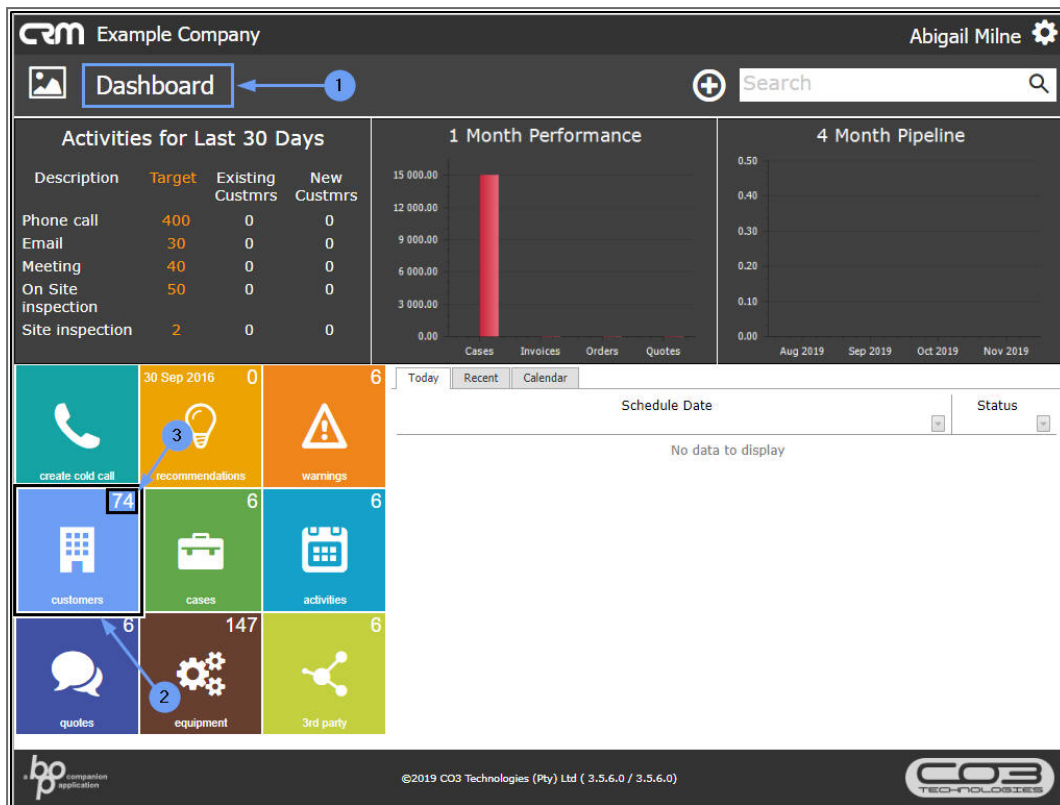 CRM Example Company
Abigail Milne
Dashboard
1
Search
Activities for Last 30 Days
Description Target Existing Custmrs New Custmrs
Phone call 400 0 0
Email 30 0 0
Meeting 40 0 0
On Site inspection 50 0 0
Site inspection 2 0 0
1 Month Performance
15 000.00
12 000.00
9 000.00
6 000.00
3 000.00
0.00
Cases Invoices Orders Quotes
4 Month Pipeline
0.50
0.40
0.30
0.20
0.10
0.00
Aug 2019 Sep 2019 Oct 2019 Nov 2019
create cold call
30 Sep 2016 0
3
recommendations
6
warnings
74
customers
6
cases
6
activities
6
quotes
147
2
equipment
6
3rd party
Today Recent Calendar
Schedule Date Status
No data to display
a bpo companion application
©2019 CO3 Technologies (Pty) Ltd ( 3.5.6.0 / 3.5.6.0)
CO3
TECHNOLOGIES